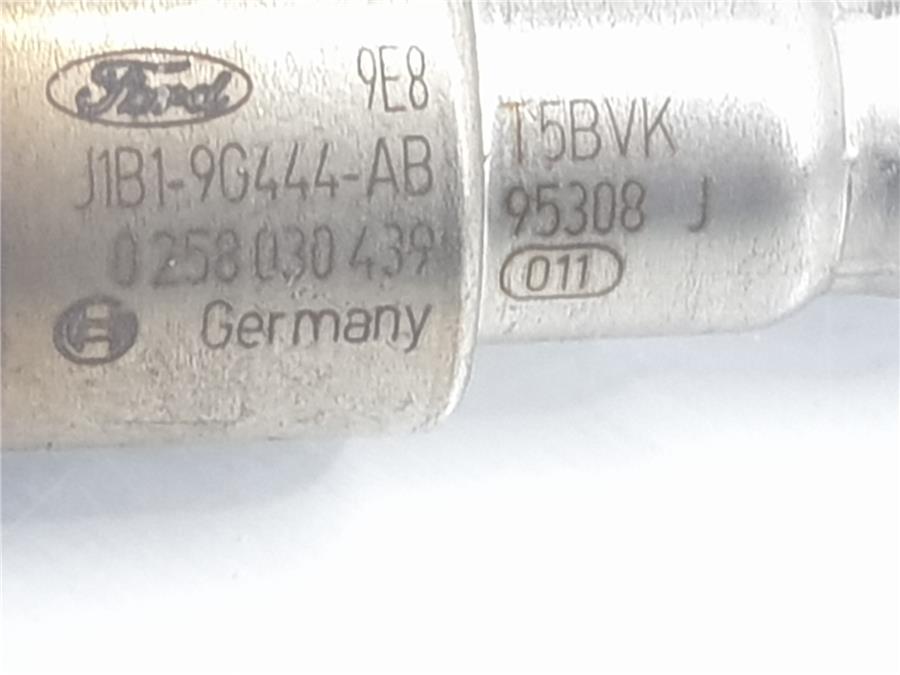 Ford 9E8
J1B1-9G444-AB
0 258 030 439
Germany
T5BVK
95308 J
011